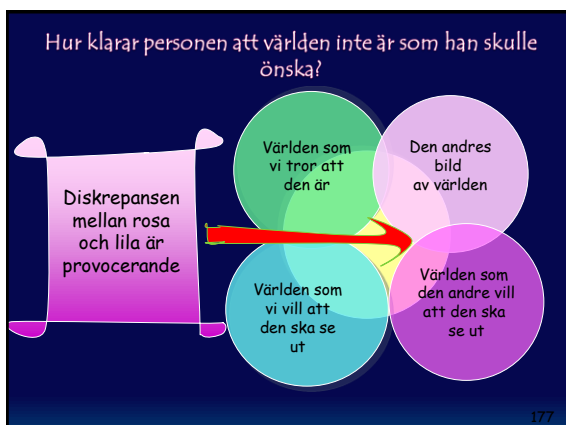 Hur klarar personen att världen inte är som han skulle
önska?
Diskrepansen
mellan rosa
och lila är
provocerande
Världen som
vi tror att
den är
Den andres
bild
av världen
Världen som
vi vill att
den ska se
ut
Världen som
den andre vill
att den ska
se ut
177